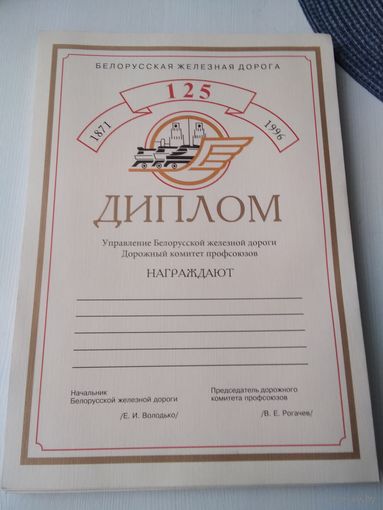 БЕЛОРУССКАЯ ЖЕЛЕЗНАЯ ДОРОГА
125
1871
1996
ДИПЛОМ
Управление Белорусской железной дороги
Дорожный комитет профсоюзов
НАГРАЖДАЮТ
Начальник
Белорусской железной дороги
/Е. И. Володько/
Председатель дорожного
комитета профсоюзов
/В. Е. Рогачев/